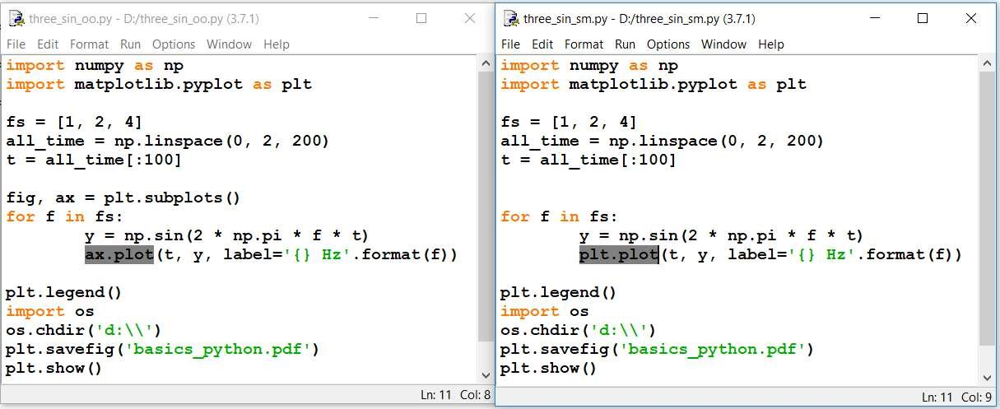 three_sin_oo.py - D:/three_sin_oo.py (3.7.1)
File Edit Format Run Options Window Help
import numpy as np
import matplotlib.pyplot as plt
fs = [1, 2, 4]
all_time = np.linspace(0, 2, 200)
t = all_time[:100]
fig, ax = plt.subplots()
for f in fs:
        y = np.sin(2 * np.pi * f * t)
        ax.plot(t, y, label='{} Hz'.format(f))
plt.legend()
import os
os.chdir('d:\\')
plt.savefig('basics_python.pdf')
plt.show()
Ln: 11 Col: 8
three_sin_sm.py - D:/three_sin_sm.py (3.7.1)
File Edit Format Run Options Window Help
import numpy as np
import matplotlib.pyplot as plt
fs = [1, 2, 4]
all_time = np.linspace(0, 2, 200)
t = all_time[:100]
for f in fs:
        y = np.sin(2 * np.pi * f * t)
        plt.plot(t, y, label='{} Hz'.format(f))
plt.legend()
import os
os.chdir('d:\\')
plt.savefig('basics_python.pdf')
plt.show()
Ln: 11 Col: 9